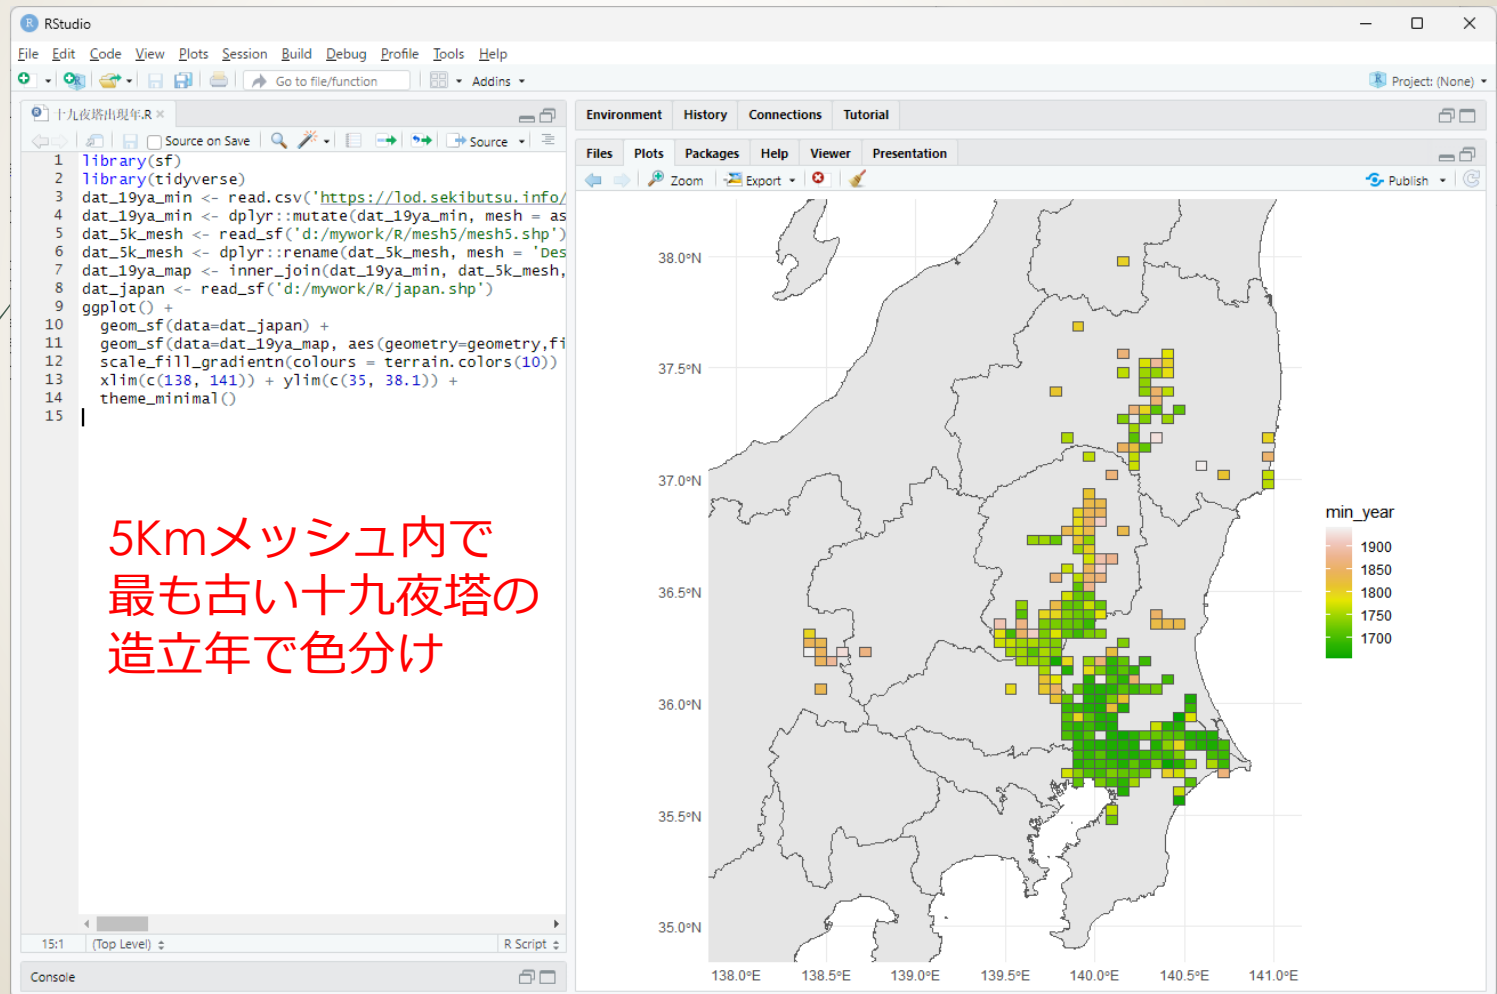 RStudio
File Edit Code View Plots Session Build Debug Profile Tools Help
Go to file/function
Addins
Project: (None)
十九夜塔出現年.R
Source on Save
Source
1 library(sf)
2 library(tidyverse)
3 dat_19ya_min <- read.csv('https://lod.sekibutsu.info/
4 dat_19ya_min <- dplyr::mutate(dat_19ya_min, mesh = as
5 dat_5k_mesh <- read_sf('d:/mywork/R/mesh5/mesh5.shp')
6 dat_5k_mesh <- dplyr::rename(dat_5k_mesh, mesh = 'Des
7 dat_19ya_map <- inner_join(dat_19ya_min, dat_5k_mesh,
8 dat_japan <- read_sf('d:/mywork/R/japan.shp')
9 ggplot() +
10 geom_sf(data=dat_japan) +
11 geom_sf(data=dat_19ya_map, aes(geometry=geometry,fi
12 scale_fill_gradientn(colours = terrain.colors(10))
13 xlim(c(138, 141)) + ylim(c(35, 38.1)) +
14 theme_minimal()
15
5Kmメッシュ内で
最も古い十九夜塔の
造立年で色分け
15:1 (Top Level) R Script
Console
Environment History Connections Tutorial
Files Plots Packages Help Viewer Presentation
Zoom Export Publish
38.0°N
37.5°N
37.0°N
36.5°N
36.0°N
35.5°N
35.0°N
138.0°E 138.5°E 139.0°E 139.5°E 140.0°E 140.5°E 141.0°E
min_year
1900
1850
1800
1750
1700